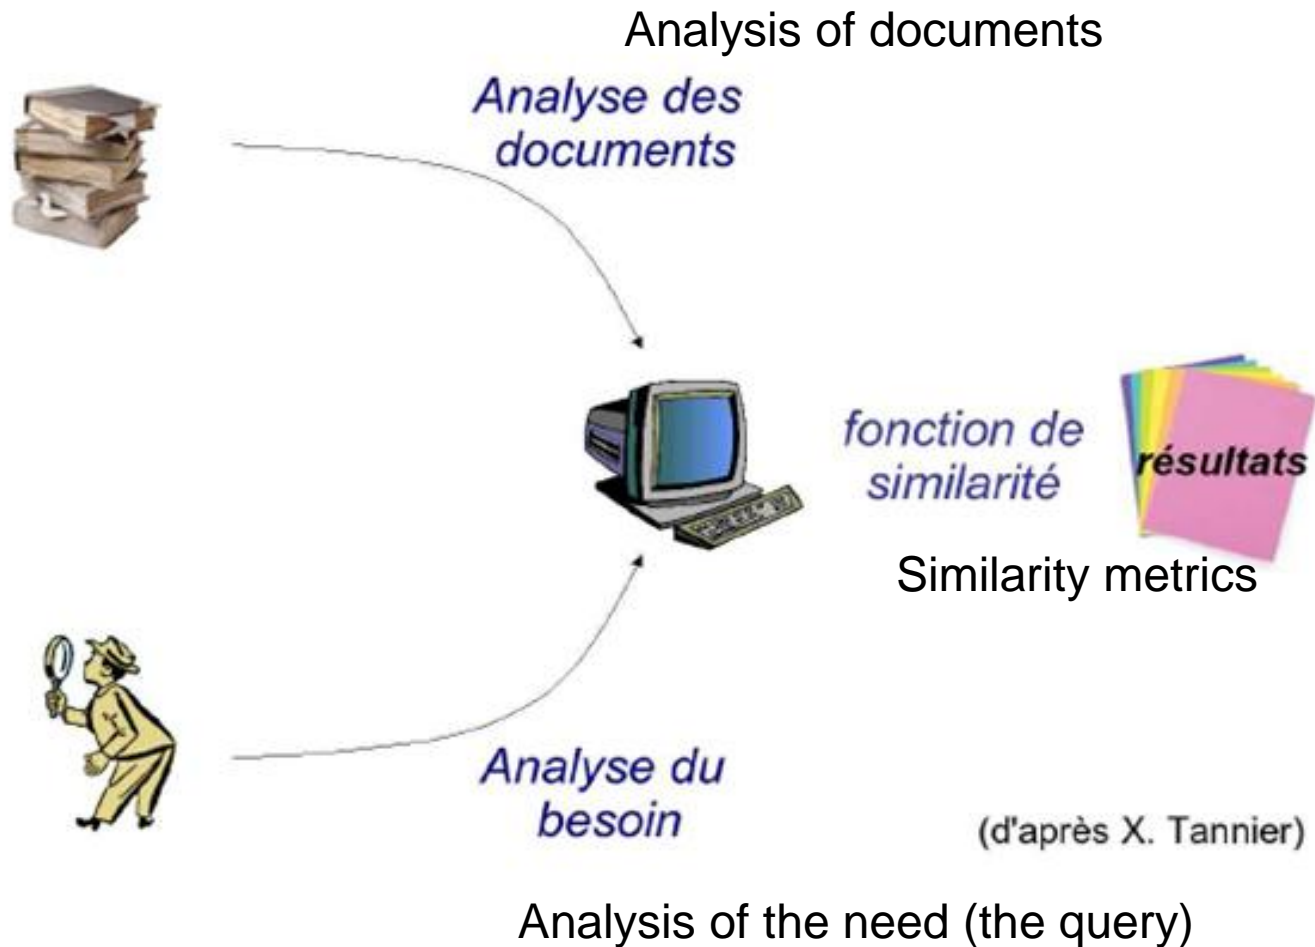 Analysis of documents
Analyse des
documents
fonction de
similarité
résultats
Similarity metrics
Analyse du
besoin
(d'après X. Tannier)
Analysis of the need (the query)